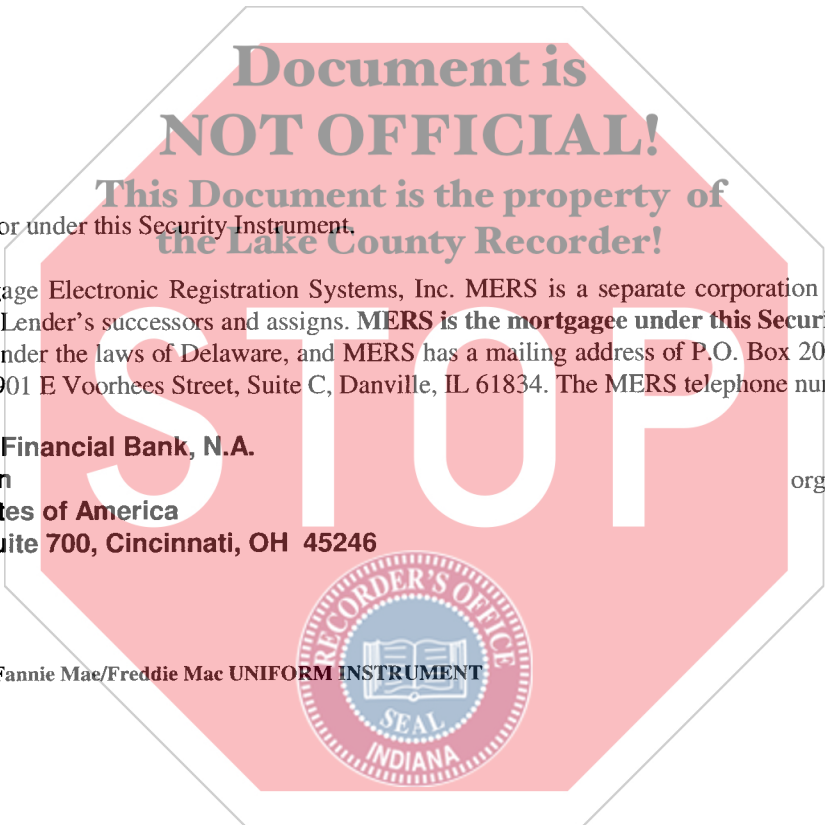 Document is
NOT OFFICIAL!
This Document is the property of
or under this Security Instrument.
the Lake County Recorder!
age Electronic Registration Systems, Inc. MERS is a separate corporation
Lender's successors and assigns. MERS is the mortgagee under this Securi
nder the laws of Delaware, and MERS has a mailing address of P.O. Box 20
901 E Voorhees Street, Suite C, Danville, IL 61834. The MERS telephone nu
STOP
Financial Bank, N.A.
n org
tes of America
uite 700, Cincinnati, OH 45246
RECORDER'S OFFICE
Fannie Mae/Freddie Mac UNIFORM INSTRUMENT
SEAL
INDIANA